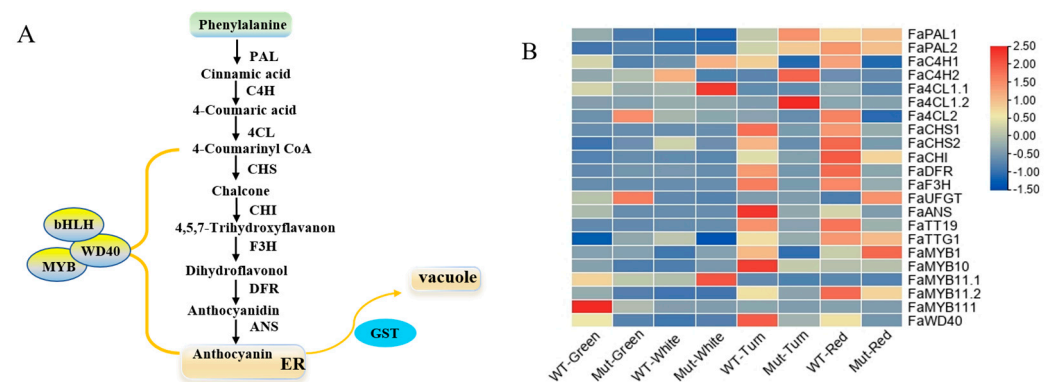 A
Phenylalanine
PAL
Cinnamic acid
C4H
4-Coumaric acid
4CL
4-Coumarinyl CoA
CHS
Chalcone
CHI
4,5,7-Trihydroxyflavanon
F3H
Dihydroflavonol
DFR
Anthocyanidin
ANS
Anthocyanin
ER
bHLH
WD40
MYB
GST
vacuole
B
FaPAL1
FaPAL2
FaC4H1
FaC4H2
Fa4CL1.1
Fa4CL1.2
Fa4CL2
FaCHS1
FaCHS2
FaCHI
FaDFR
FaF3H
FaUFGT
FaANS
FaTT19
FaTTG1
FaMYB1
FaMYB10
FaMYB11.1
FaMYB11.2
FaMYB111
FaWD40
WT-Green
Mut-Green
WT-White
Mut-White
WT-Turn
Mut-Turn
WT-Red
Mut-Red
2.50
2.00
1.50
1.00
0.50
0.00
-0.50
-1.00
-1.50